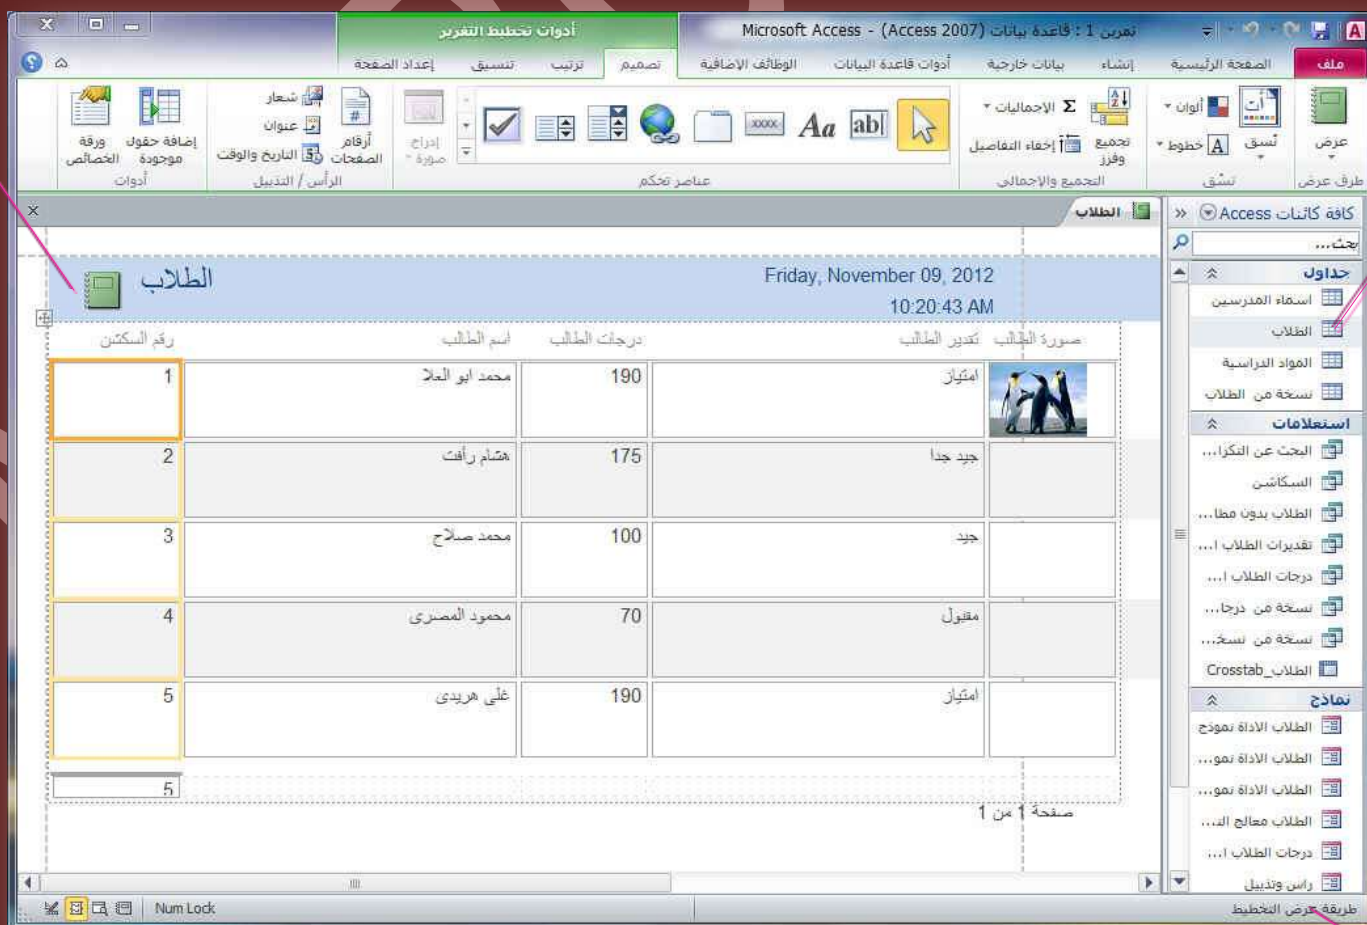 تمرين 1 : قاعدة بيانات (Access 2007) - Microsoft Access
أدوات تخطيط التقرير
ملف
الصفحة الرئيسية
إنشاء
بيانات خارجية
أدوات قاعدة البيانات
الوظائف الإضافية
تصميم
ترتيب
تنسيق
إعداد الصفحة
عرض
طرق عرض
أت
نسق
ألوان
خطوط
A
تنسق
تجميع وفرز
Σ الإجماليات
إخفاء التفاصيل
التجميع والإجمالي
ab|
Aa
xxxx
عناصر تحكم
إدراج صورة
أرقام الصفحات
شعار
عنوان
التاريخ والوقت
الرأس / التذييل
إضافة حقول موجودة
ورقة الخصائص
أدوات
كافة كائنات Access
بحث...
جداول
اسماء المدرسين
الطلاب
المواد الدراسية
نسخة من الطلاب
استعلامات
البحث عن التكرا...
السكاشن
الطلاب بدون مطا...
تقديرات الطلاب ا...
درجات الطلاب ا...
نسخة من درجا...
نسخة من نسخ...
الطلاب_Crosstab
نماذج
الطلاب الاداة نموذج
الطلاب الاداة نمو...
الطلاب الاداة نمو...
الطلاب معالج الن...
درجات الطلاب ا...
راس وتذييل
الطلاب
الطلاب
Friday, November 09, 2012
10:20:43 AM
رقم السكشن اسم الطالب درجات الطالب تقدير الطالب صورة الطالب
1 محمد ابو العلا 190 امتياز
2 هشام رأفت 175 جيد جدا
3 محمد صلاح 100 جيد
4 محمود المصرى 70 مقبول
5 على هريدى 190 امتياز
5
صفحة 1 من 1
طريقة عرض التخطيط
Num Lock